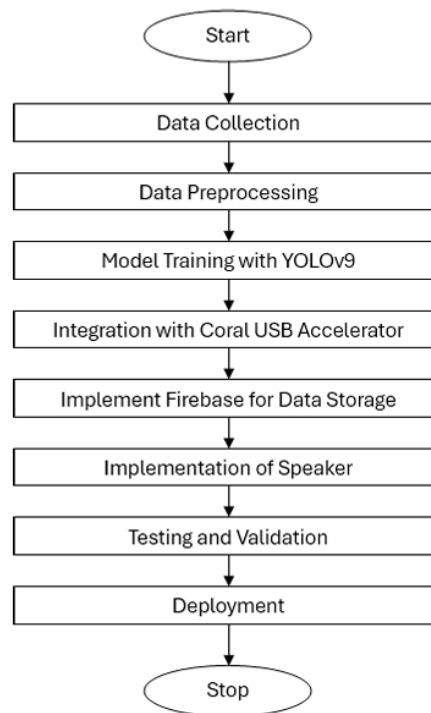 Start
Data Collection
Data Preprocessing
Model Training with YOLOv9
Integration with Coral USB Accelerator
Implement Firebase for Data Storage
Implementation of Speaker
Testing and Validation
Deployment
Stop